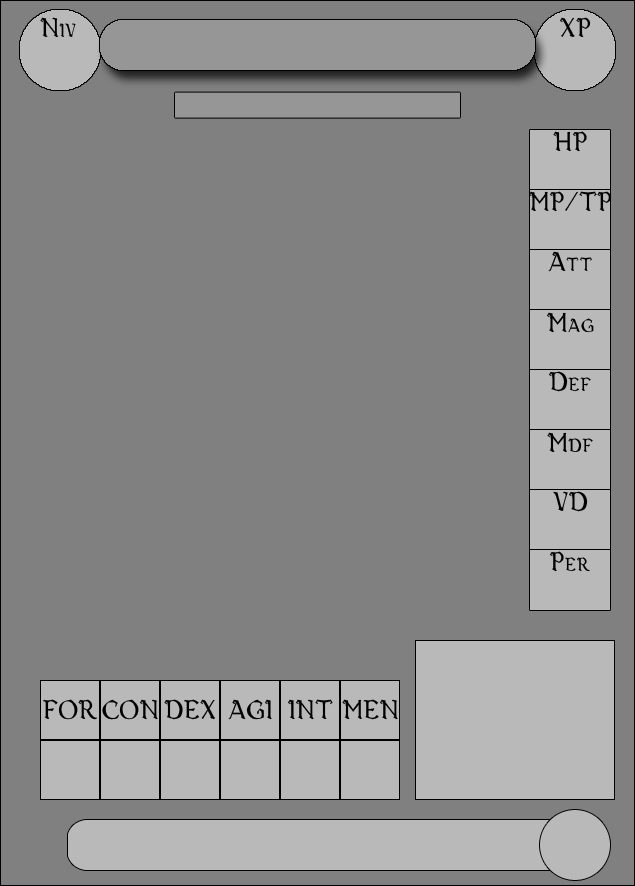 Niv XP
HP
MP/TP
Att
Mag
Def
Mdf
VD
Per
FOR CON DEX AGI INT MEN